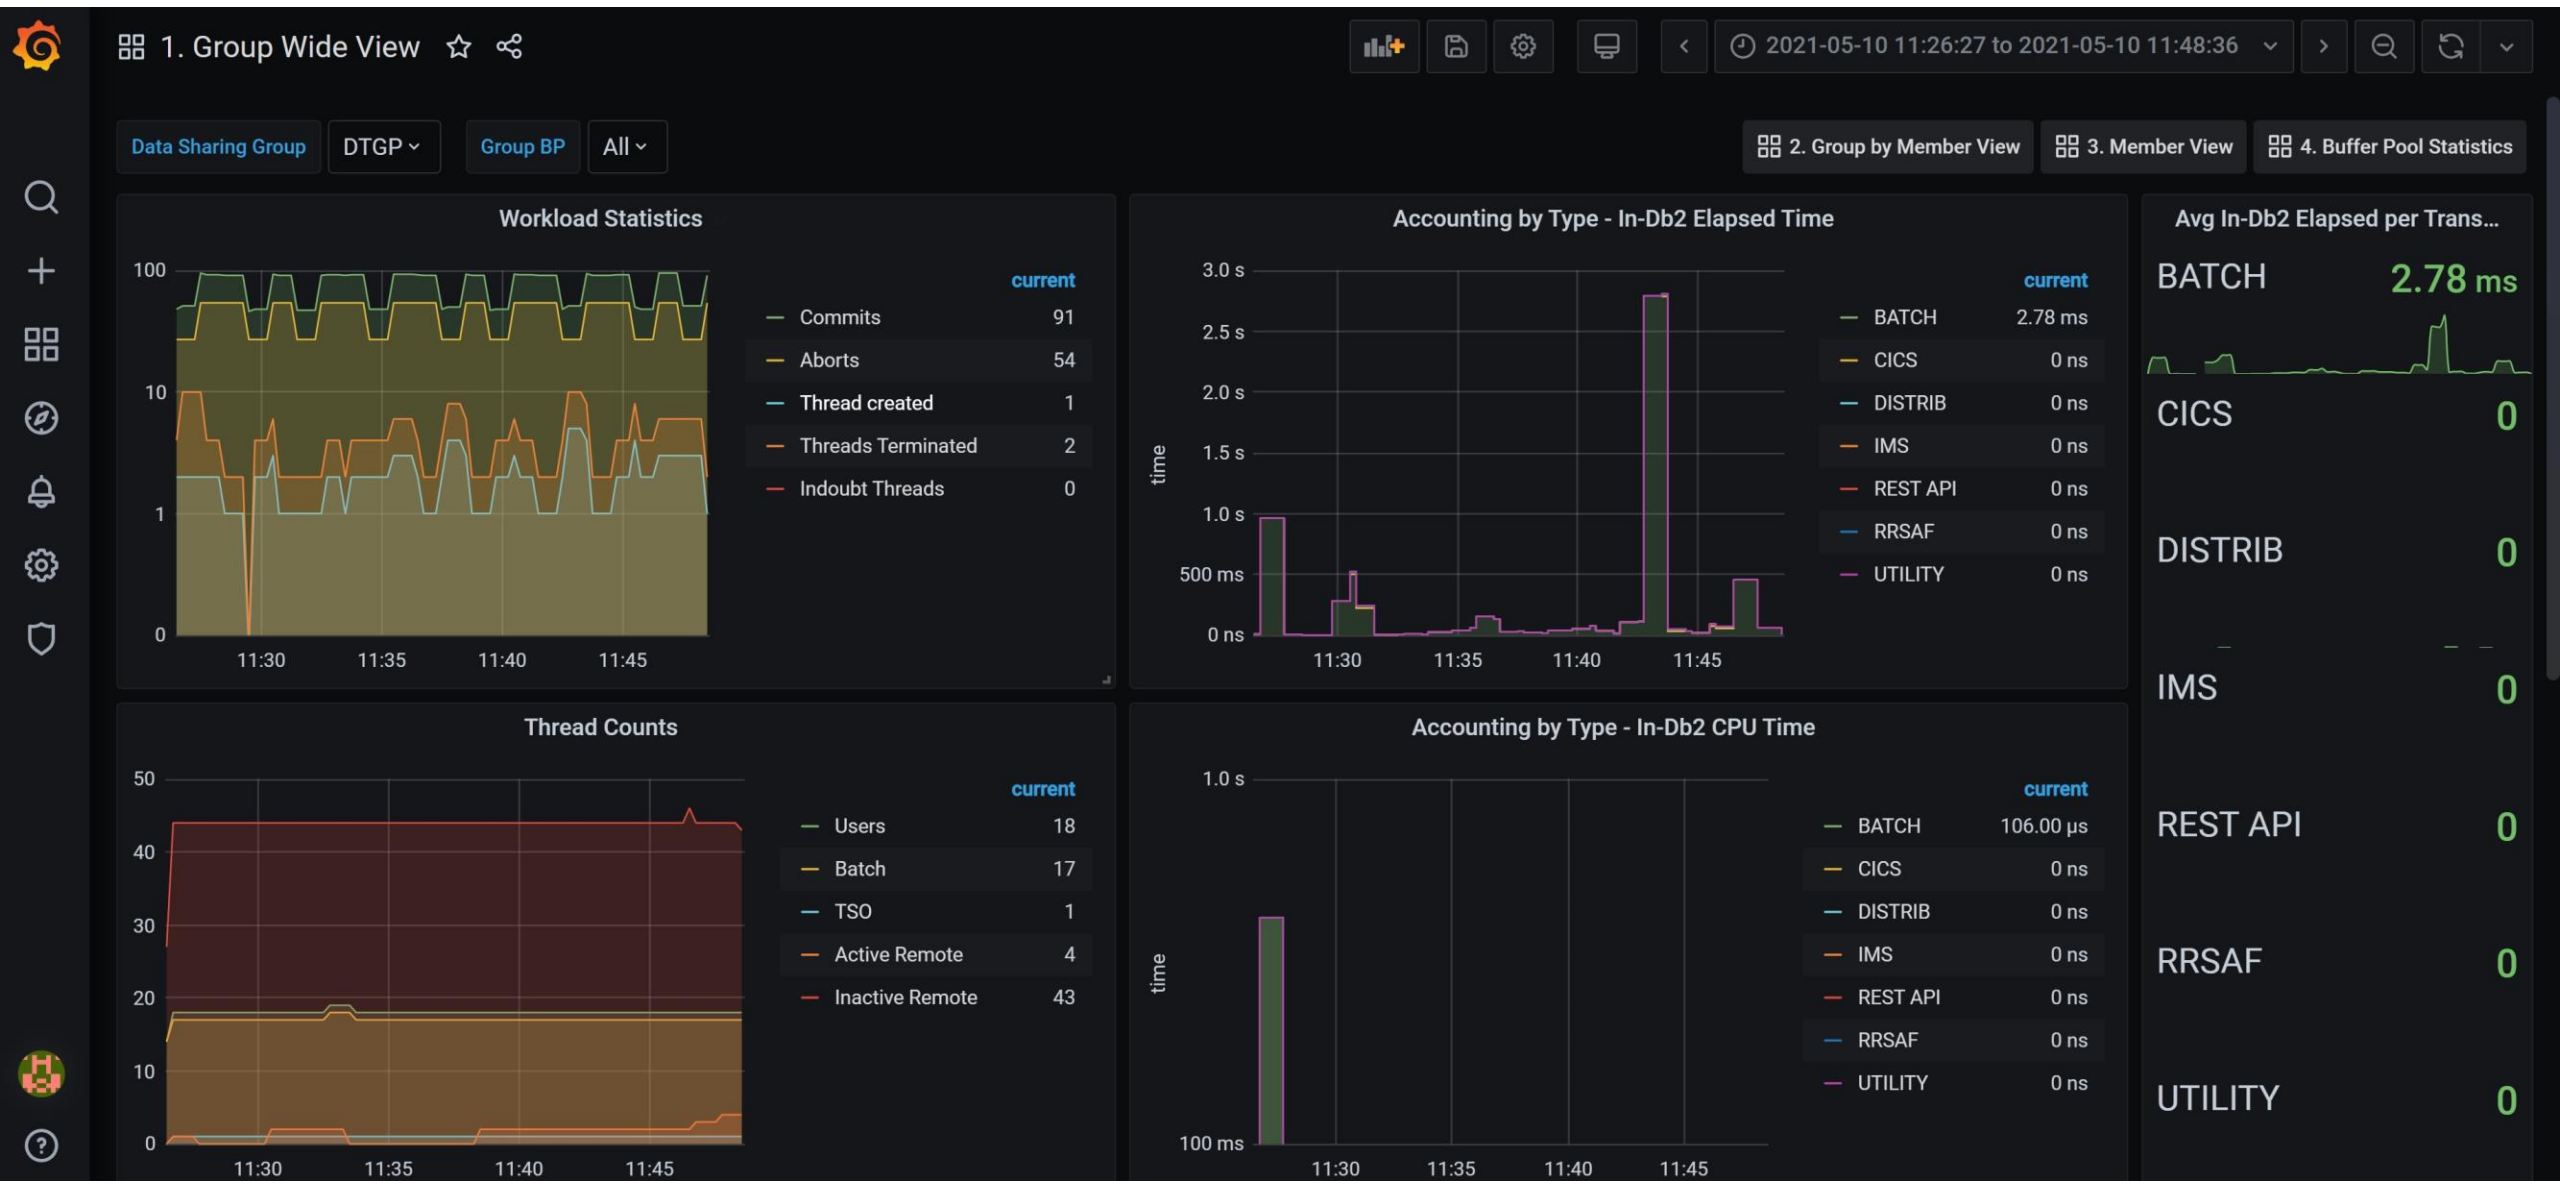 1. Group Wide View
2021-05-10 11:26:27 to 2021-05-10 11:48:36
Data Sharing Group DTGP Group BP All
2. Group by Member View 3. Member View 4. Buffer Pool Statistics
Workload Statistics
100
10
1
0
11:30 11:35 11:40 11:45
current
Commits 91
Aborts 54
Thread created 1
Threads Terminated 2
Indoubt Threads 0
Accounting by Type - In-Db2 Elapsed Time
time
3.0 s
2.5 s
2.0 s
1.5 s
1.0 s
500 ms
0 ns
11:30 11:35 11:40 11:45
current
BATCH 2.78 ms
CICS 0 ns
DISTRIB 0 ns
IMS 0 ns
REST API 0 ns
RRSAF 0 ns
UTILITY 0 ns
Avg In-Db2 Elapsed per Trans...
BATCH 2.78 ms
CICS 0
DISTRIB 0
IMS 0
REST API 0
RRSAF 0
UTILITY 0
Thread Counts
50
40
30
20
10
0
11:30 11:35 11:40 11:45
current
Users 18
Batch 17
TSO 1
Active Remote 4
Inactive Remote 43
Accounting by Type - In-Db2 CPU Time
time
1.0 s
100 ms
11:30 11:35 11:40 11:45
current
BATCH 106.00 µs
CICS 0 ns
DISTRIB 0 ns
IMS 0 ns
REST API 0 ns
RRSAF 0 ns
UTILITY 0 ns